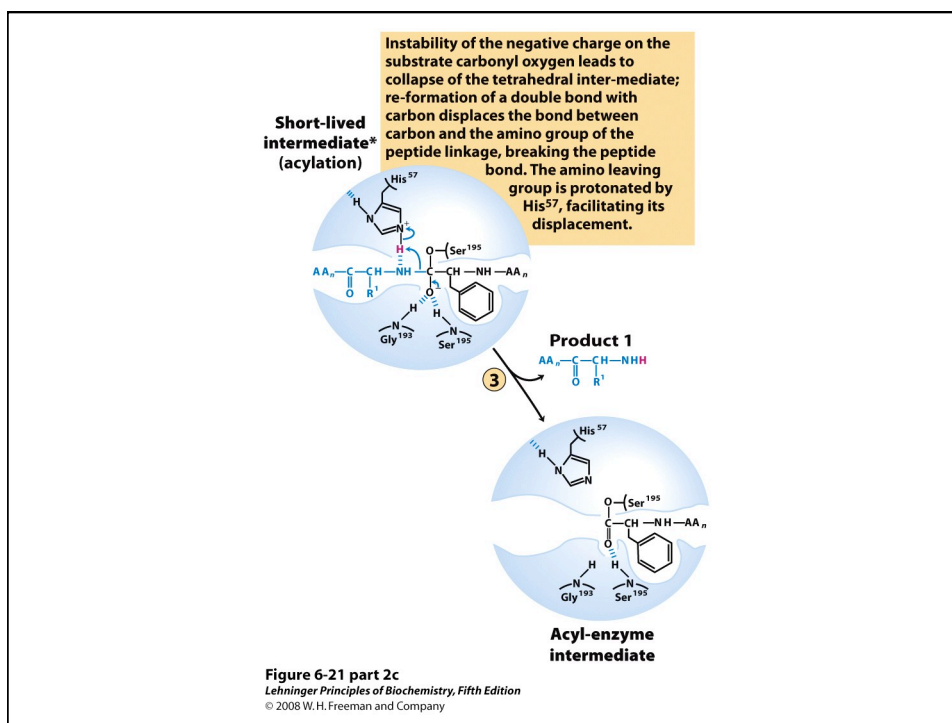 Instability of the negative charge on the
substrate carbonyl oxygen leads to
collapse of the tetrahedral inter-mediate;
re-formation of a double bond with
carbon displaces the bond between
carbon and the amino group of the
peptide linkage, breaking the peptide
bond. The amino leaving
group is protonated by
His57, facilitating its
displacement.
Short-lived
intermediate*
(acylation)
His 57
H
N
N+
H
O Ser195
AAn C CH NH C CH NH AAn
O R1 O–
H H
N N
Gly193 Ser195
3
Product 1
AAn C CH NHH
O R1
His 57
H
N
N
O Ser195
C CH NH AAn
O
H H
N N
Gly193 Ser195
Acyl-enzyme
intermediate
Figure 6-21 part 2c
Lehninger Principles of Biochemistry, Fifth Edition
© 2008 W. H. Freeman and Company